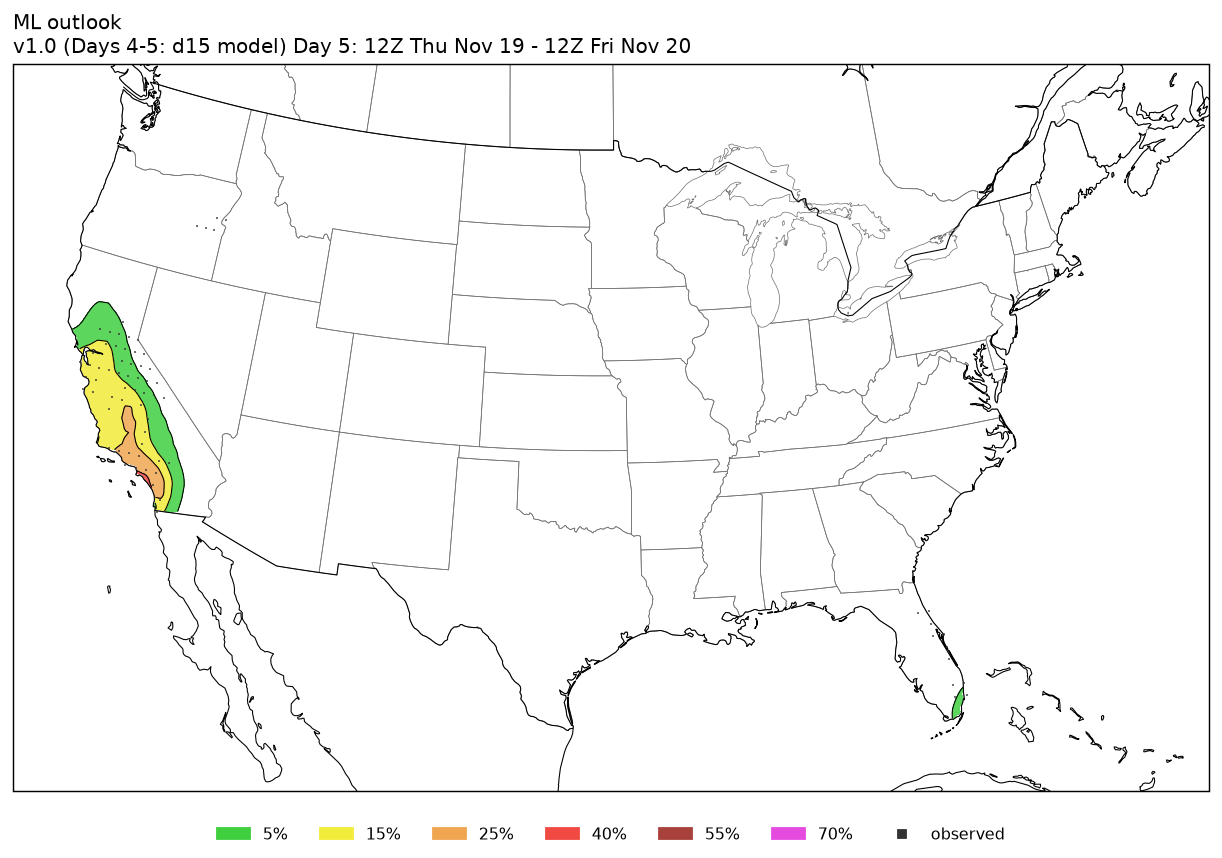 ML outlook
v1.0 (Days 4-5: d15 model) Day 5: 12Z Thu Nov 19 - 12Z Fri Nov 20
5% 15% 25% 40% 55% 70% observed